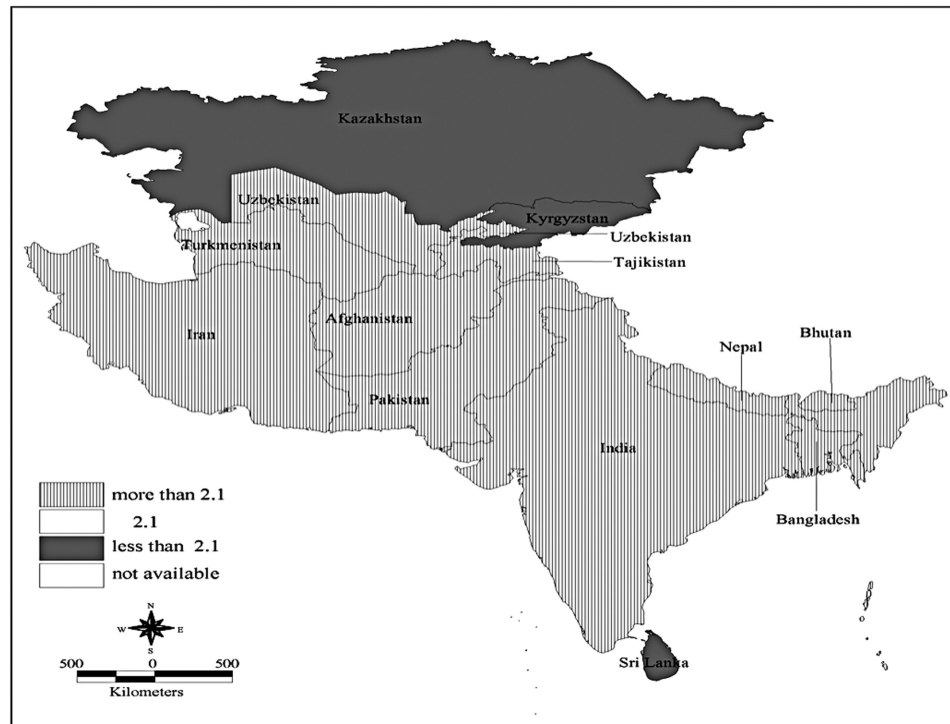 Kazakhstan
Uzbekistan
Kyrgyzstan
Uzbekistan
Turkmenistan
Tajikistan
Afghanistan
Iran
Bhutan
Nepal
Pakistan
India
more than 2.1
2.1
Bangladesh
less than 2.1
not available
N
W E
S
Sri Lanka
500 0 500
Kilometers